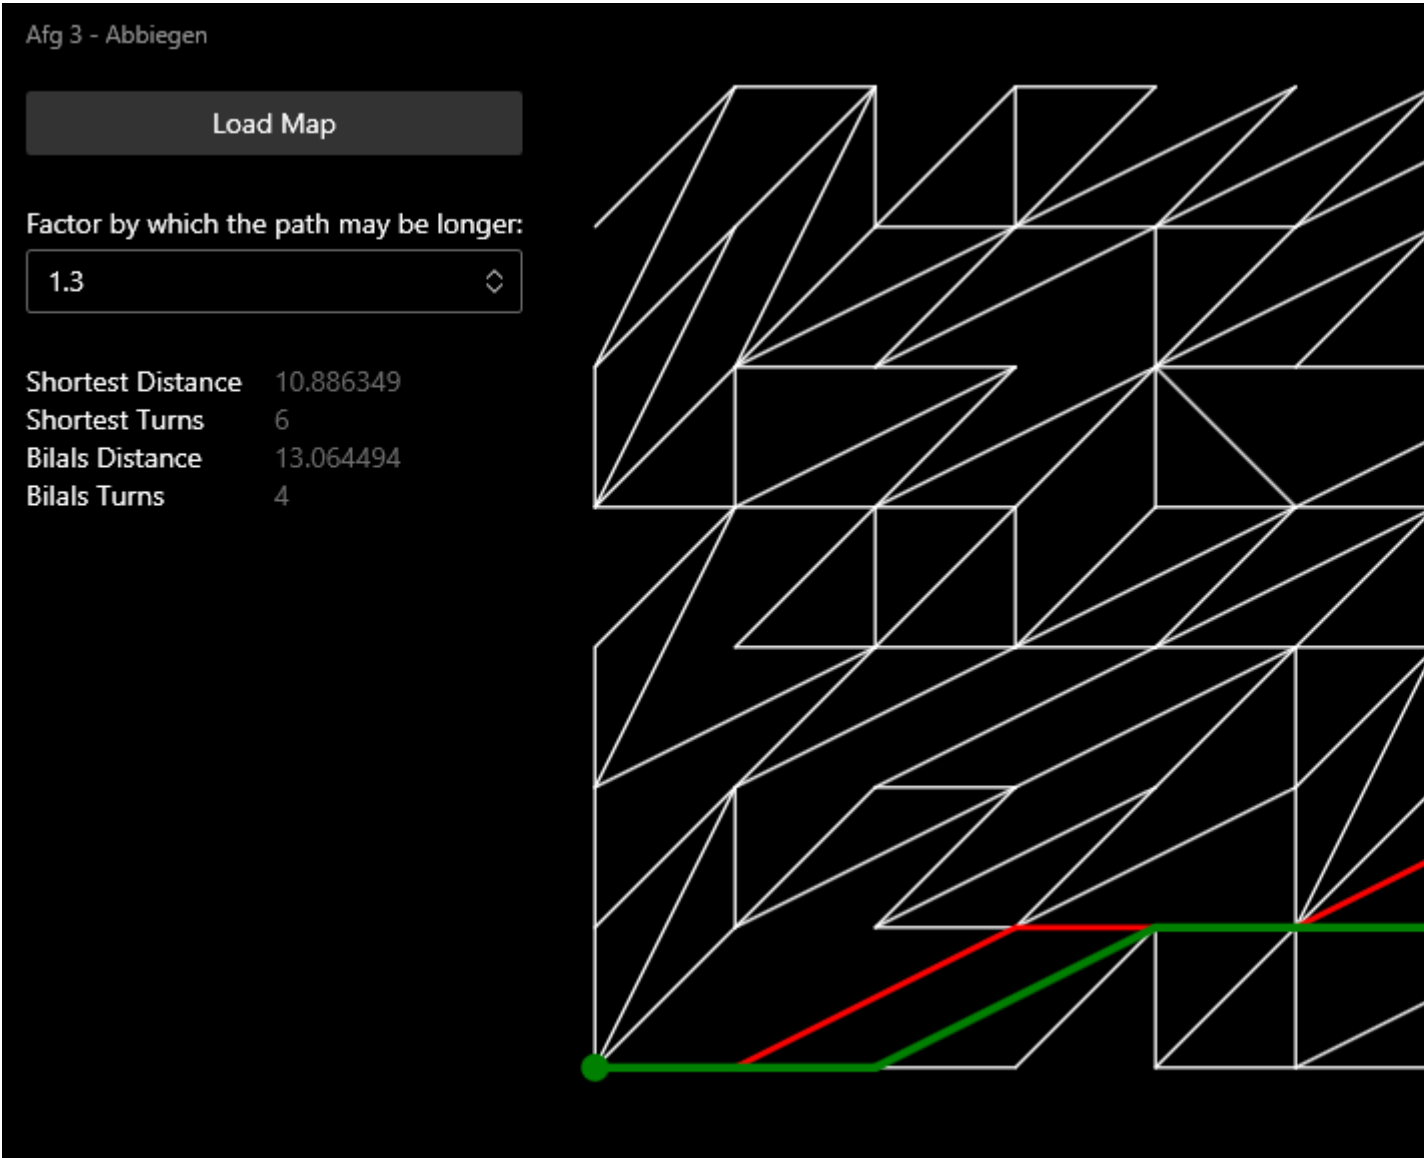 Afg 3 - Abbiegen
Load Map
Factor by which the path may be longer:
1.3
Shortest Distance 10.886349
Shortest Turns 6
Bilals Distance 13.064494
Bilals Turns 4